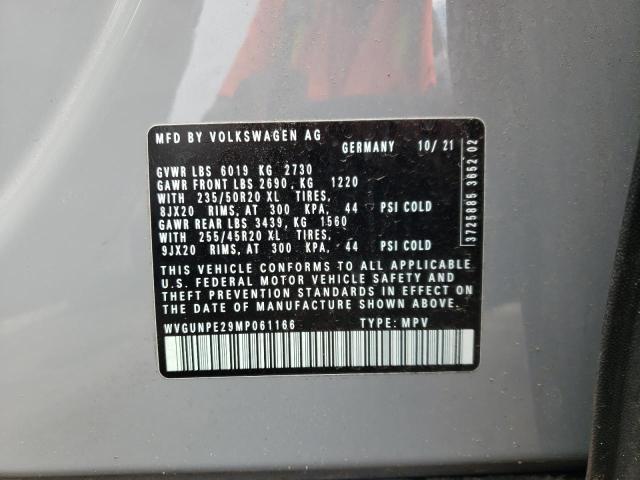 MFD BY VOLKSWAGEN AG
GERMANY 10/21
GVWR LBS 6019 KG 2730
GAWR FRONT LBS 2690, KG 1220
WITH 235/50R20 XL TIRES,
8JX20 RIMS, AT 300 KPA, 44 PSI COLD
GAWR REAR LBS 3439, KG 1560
WITH 255/45R20 XL TIRES,
9JX20 RIMS, AT 300 KPA, 44 PSI COLD
THIS VEHICLE CONFORMS TO ALL APPLICABLE
U.S. FEDERAL MOTOR VEHICLE SAFETY AND
THEFT PREVENTION STANDARDS IN EFFECT ON THE
DATE OF MANUFACTURE SHOWN ABOVE.
WVGUNPE29MP061166 TYPE: MPV
3725885 3652 02